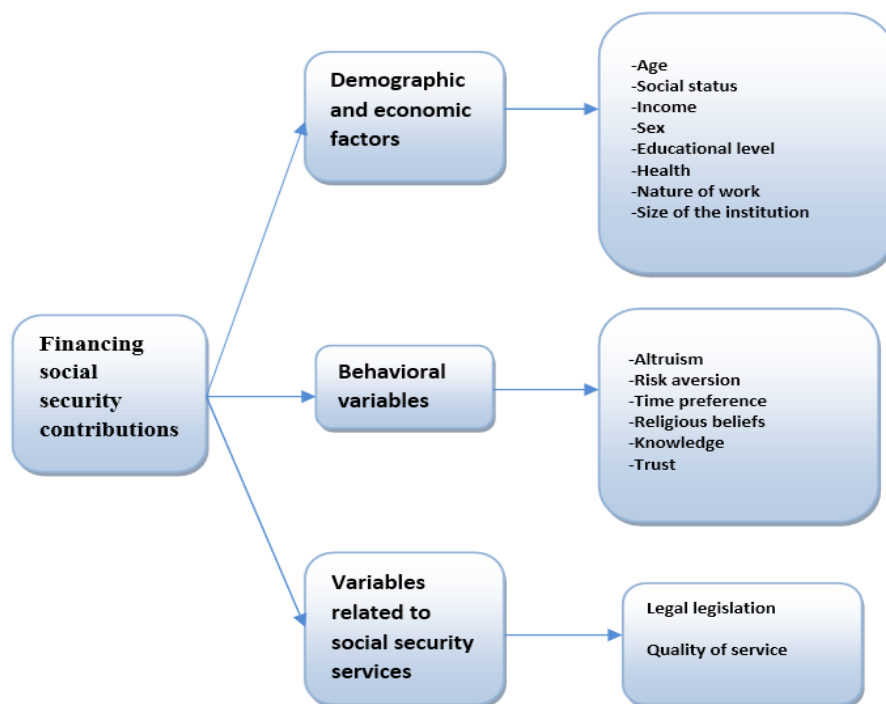 Financing
social
security
contributions
Demographic
and economic
factors
-Age
-Social status
-Income
-Sex
-Educational level
-Health
-Nature of work
-Size of the institution
Behavioral
variables
-Altruism
-Risk aversion
-Time preference
-Religious beliefs
-Knowledge
-Trust
Variables
related to
social security
services
Legal legislation
Quality of service